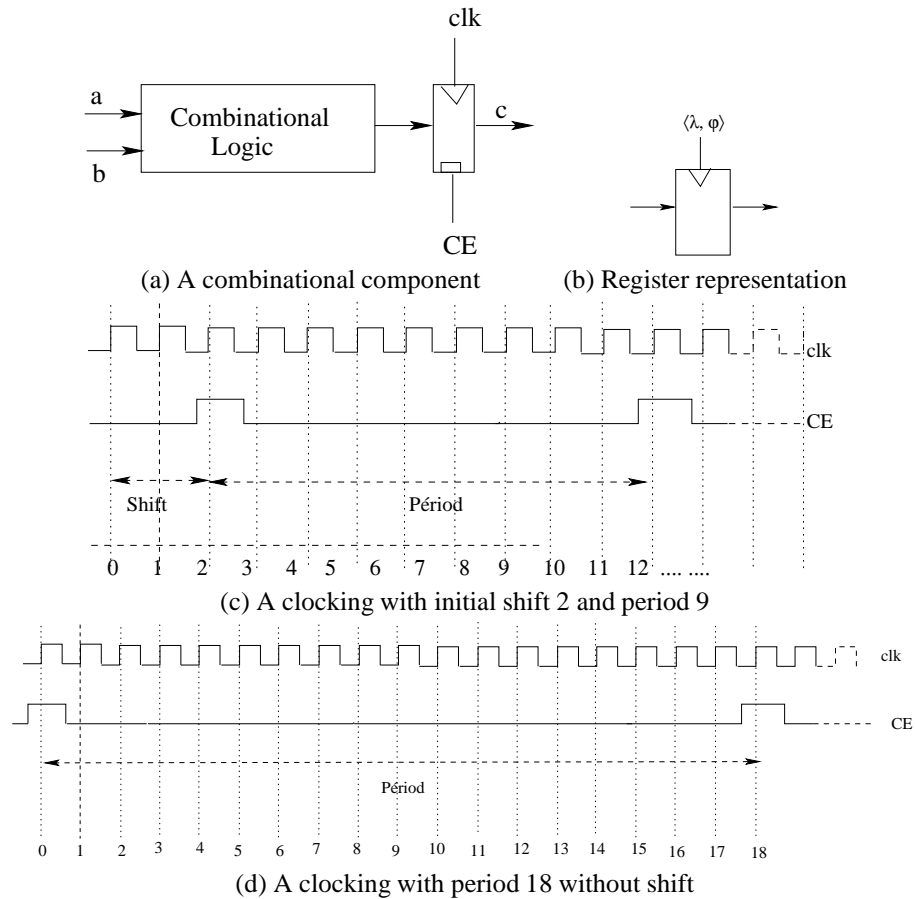 clk
a
Combinational
Logic
b
c
CE
⟨λ, φ⟩
(a) A combinational component
(b) Register representation
clk
CE
Shift
Périod
0 1 2 3 4 5 6 7 8 9 10 11 12 .... ....
(c) A clocking with initial shift 2 and period 9
clk
CE
Périod
0 1 2 3 4 5 6 7 8 9 10 11 12 13 14 15 16 17 18
(d) A clocking with period 18 without shift